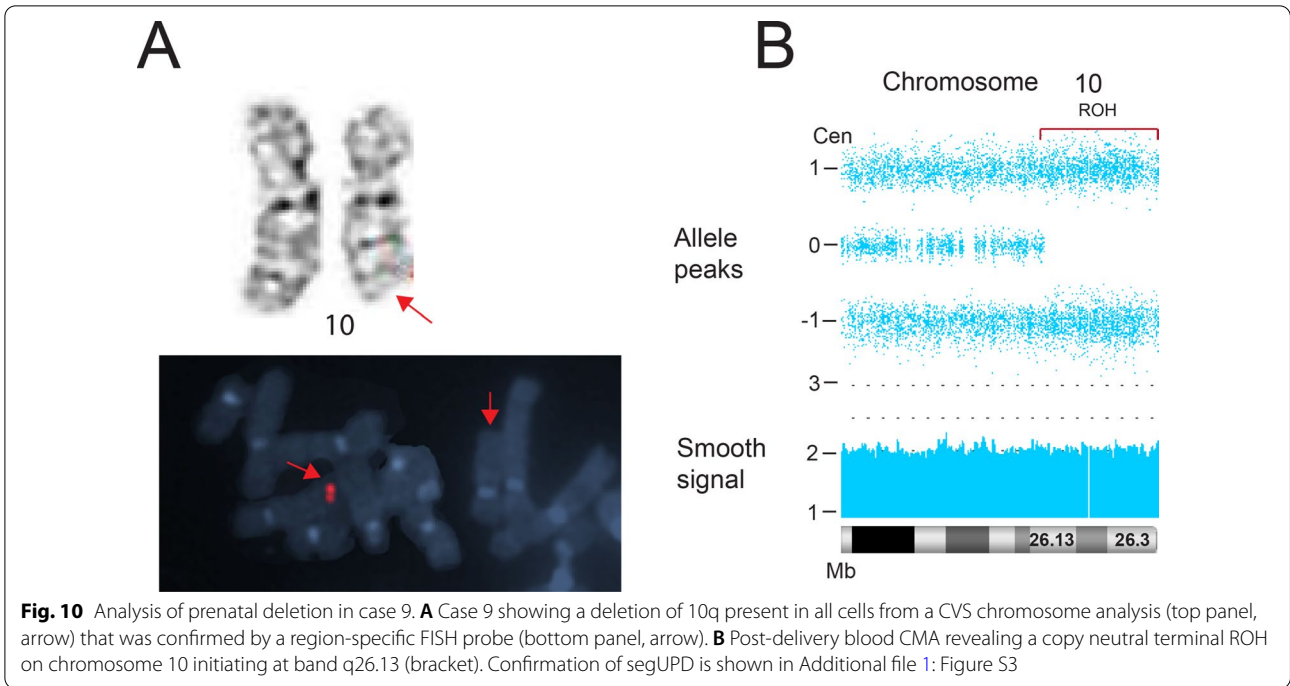 A
B
Chromosome 10
ROH
Cen
1
Allele
peaks
0
-1
10
3
Smooth
signal
2
1
26.13 26.3
Mb
Fig. 10 Analysis of prenatal deletion in case 9. A Case 9 showing a deletion of 10q present in all cells from a CVS chromosome analysis (top panel,
arrow) that was confirmed by a region-specific FISH probe (bottom panel, arrow). B Post-delivery blood CMA revealing a copy neutral terminal ROH
on chromosome 10 initiating at band q26.13 (bracket). Confirmation of segUPD is shown in Additional file 1: Figure S3